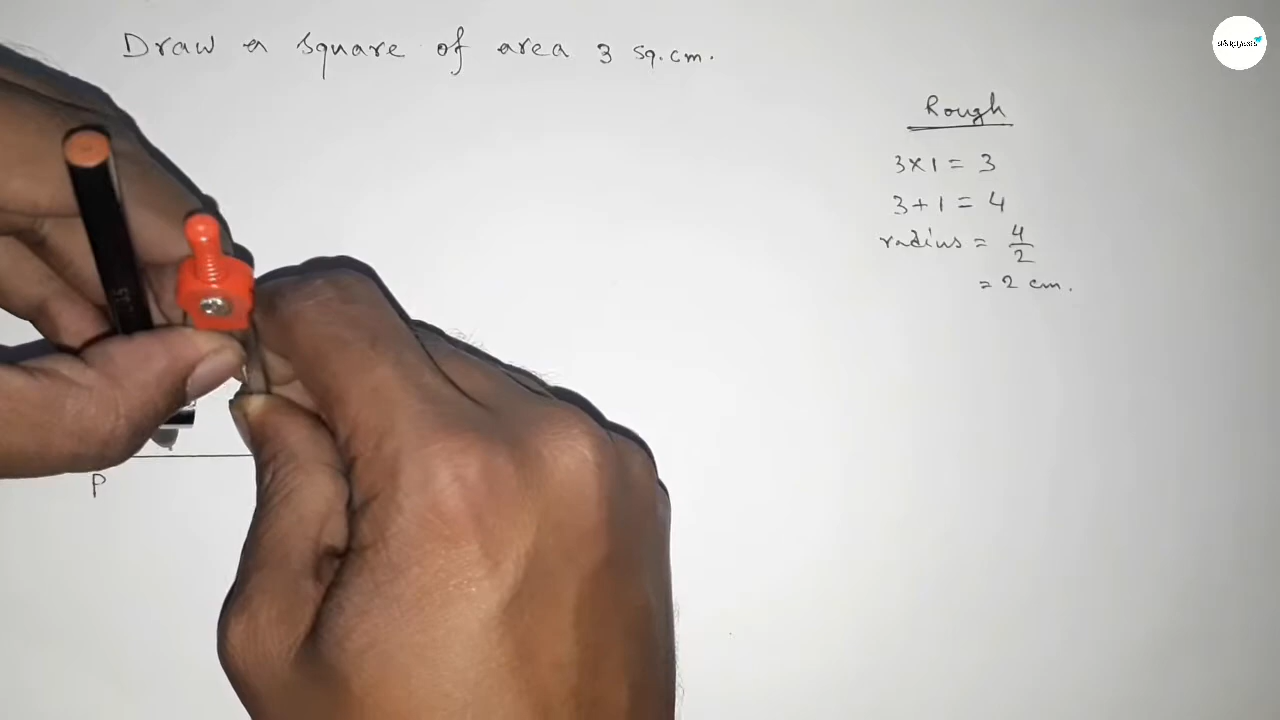 Draw a square of area 3 sq.cm.
Rough
3×1 = 3
3+1 = 4
radius = 4/2
= 2 cm.
P